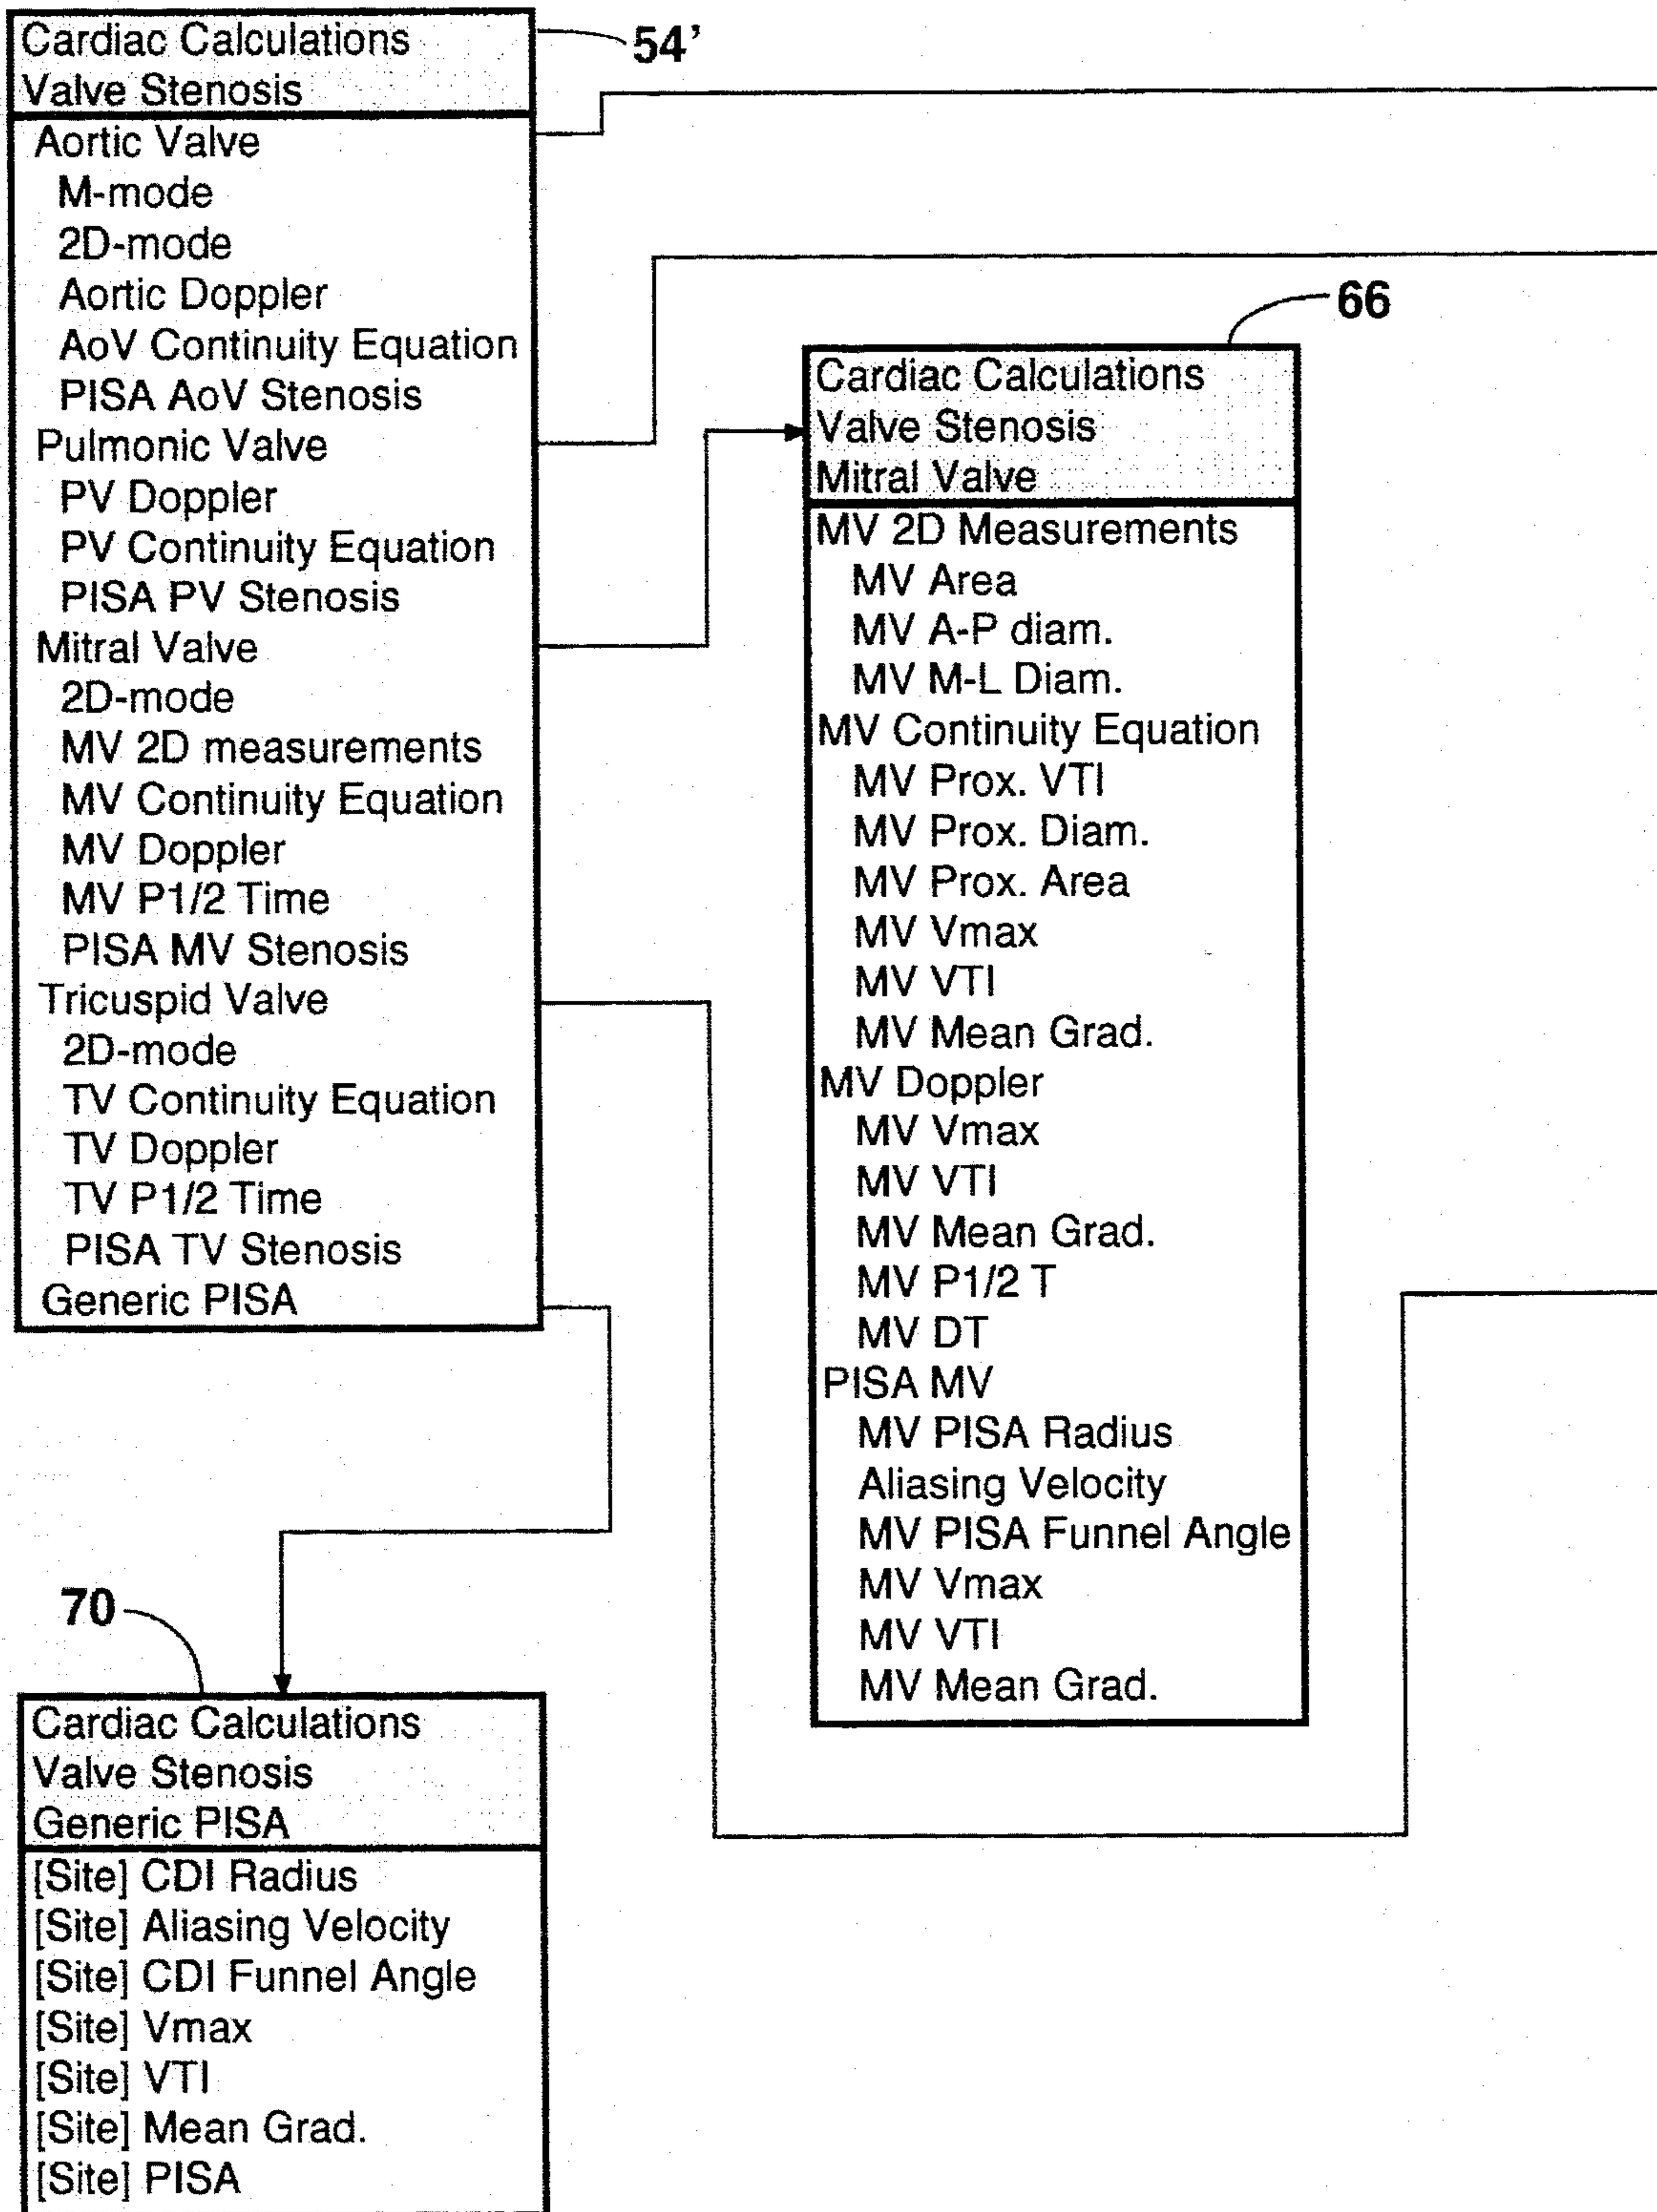 Cardiac Calculations
Valve Stenosis
54’
Aortic Valve
M-mode
2D-mode
Aortic Doppler
AoV Continuity Equation
PISA AoV Stenosis
Pulmonic Valve
PV Doppler
PV Continuity Equation
PISA PV Stenosis
Mitral Valve
2D-mode
MV 2D measurements
MV Continuity Equation
MV Doppler
MV P1/2 Time
PISA MV Stenosis
Tricuspid Valve
2D-mode
TV Continuity Equation
TV Doppler
TV P1/2 Time
PISA TV Stenosis
Generic PISA
66
Cardiac Calculations
Valve Stenosis
Mitral Valve
MV 2D Measurements
MV Area
MV A-P diam.
MV M-L Diam.
MV Continuity Equation
MV Prox. VTI
MV Prox. Diam.
MV Prox. Area
MV Vmax
MV VTI
MV Mean Grad.
MV Doppler
MV Vmax
MV VTI
MV Mean Grad.
MV P1/2 T
MV DT
PISA MV
MV PISA Radius
Aliasing Velocity
MV PISA Funnel Angle
MV Vmax
MV VTI
MV Mean Grad.
70
Cardiac Calculations
Valve Stenosis
Generic PISA
[Site] CDI Radius
[Site] Aliasing Velocity
[Site] CDI Funnel Angle
[Site] Vmax
[Site] VTI
[Site] Mean Grad.
[Site] PISA